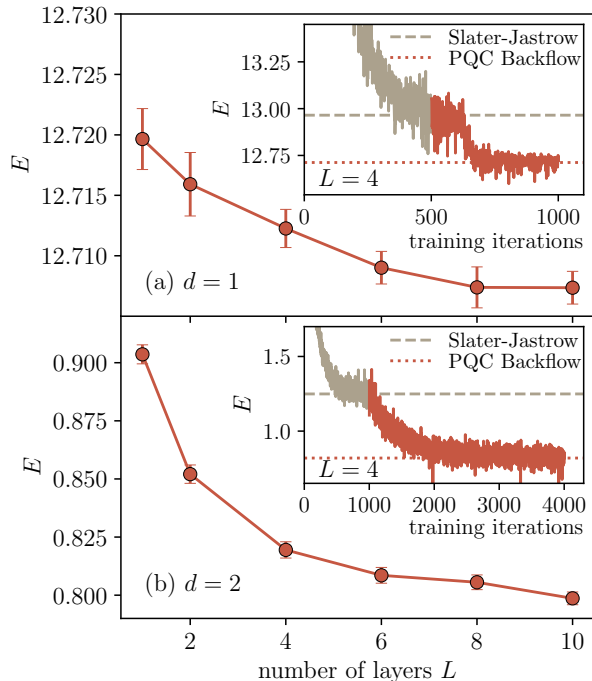 12.730
12.725
12.720
12.715
12.710
E
(a) d = 1
13.25
13.00
12.75
E
Slater-Jastrow
PQC Backflow
L = 4
0 500 1000
training iterations
0.900
0.875
0.850
0.825
0.800
E
(b) d = 2
1.5
1.0
E
Slater-Jastrow
PQC Backflow
L = 4
0 1000 2000 3000 4000
training iterations
2 4 6 8 10
number of layers L